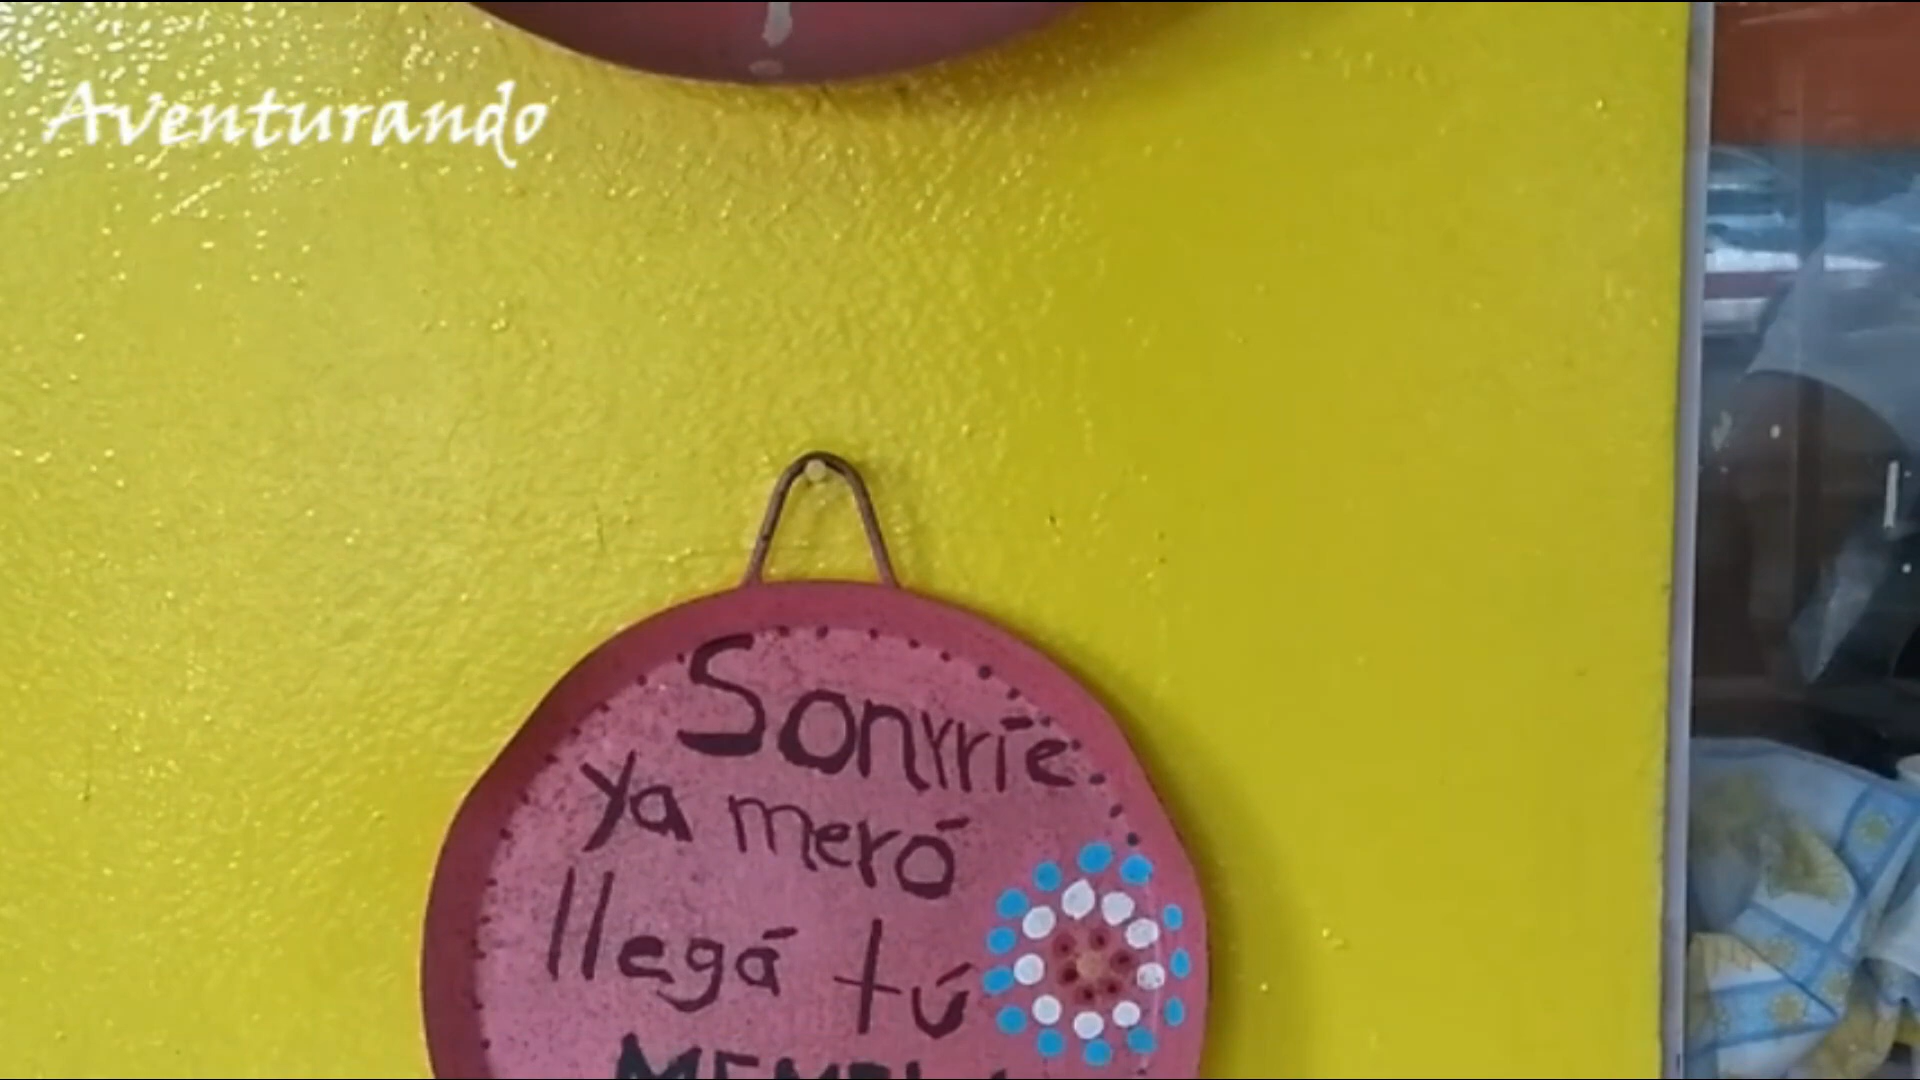 Aventurando
Sonrríe
ya meró
llegá tú